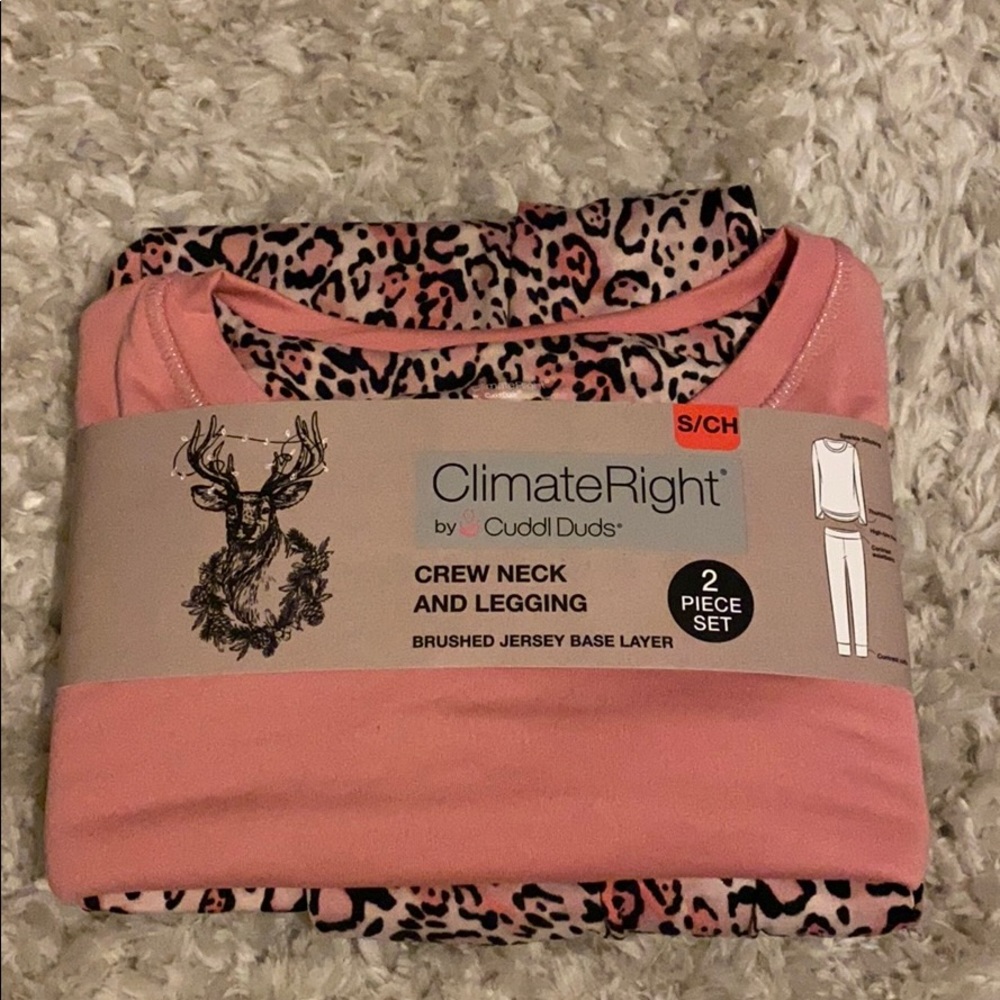 S/CH
ClimateRight®
by Cuddl Duds®
CREW NECK
AND LEGGING
BRUSHED JERSEY BASE LAYER
2
PIECE
SET